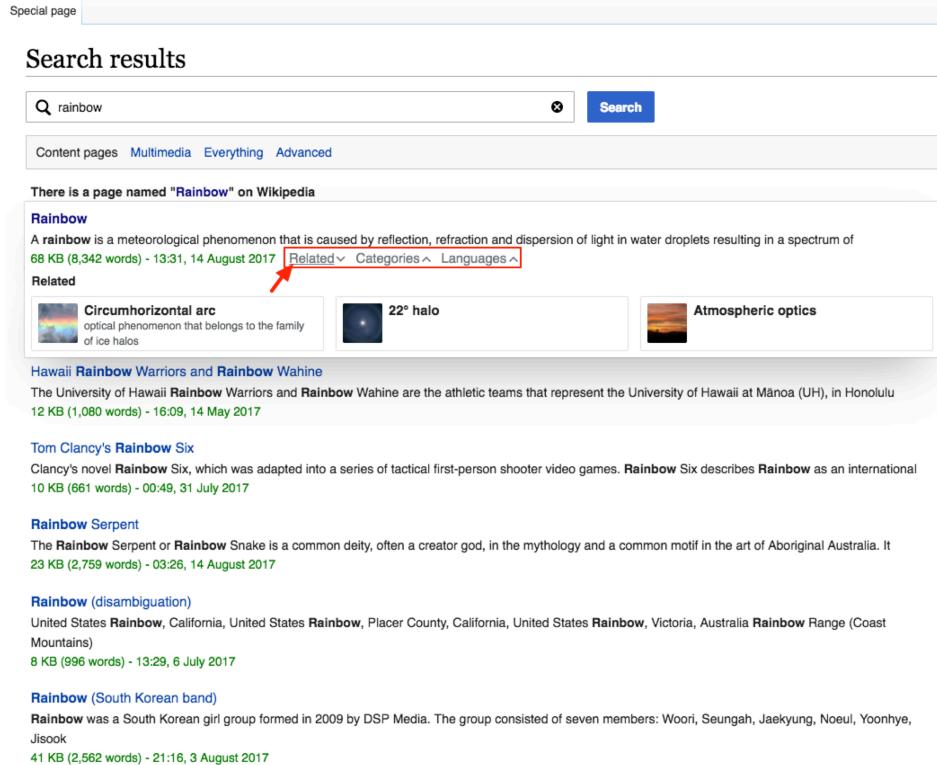 Special page
Search results
rainbow
Search
Content pages Multimedia Everything Advanced
There is a page named "Rainbow" on Wikipedia
Rainbow
A rainbow is a meteorological phenomenon that is caused by reflection, refraction and dispersion of light in water droplets resulting in a spectrum of
68 KB (8,342 words) - 13:31, 14 August 2017 Related Categories Languages
Related
Circumhorizontal arc
optical phenomenon that belongs to the family
of ice halos
22° halo
Atmospheric optics
Hawaii Rainbow Warriors and Rainbow Wahine
The University of Hawaii Rainbow Warriors and Rainbow Wahine are the athletic teams that represent the University of Hawaii at Mānoa (UH), in Honolulu
12 KB (1,080 words) - 16:09, 14 May 2017
Tom Clancy's Rainbow Six
Clancy's novel Rainbow Six, which was adapted into a series of tactical first-person shooter video games. Rainbow Six describes Rainbow as an international
10 KB (661 words) - 00:49, 31 July 2017
Rainbow Serpent
The Rainbow Serpent or Rainbow Snake is a common deity, often a creator god, in the mythology and a common motif in the art of Aboriginal Australia. It
23 KB (2,759 words) - 03:26, 14 August 2017
Rainbow (disambiguation)
United States Rainbow, California, United States Rainbow, Placer County, California, United States Rainbow, Victoria, Australia Rainbow Range (Coast
Mountains)
8 KB (996 words) - 13:29, 6 July 2017
Rainbow (South Korean band)
Rainbow was a South Korean girl group formed in 2009 by DSP Media. The group consisted of seven members: Woori, Seungah, Jaekyung, Noeul, Yoonhye,
Jisook
41 KB (2,562 words) - 21:16, 3 August 2017